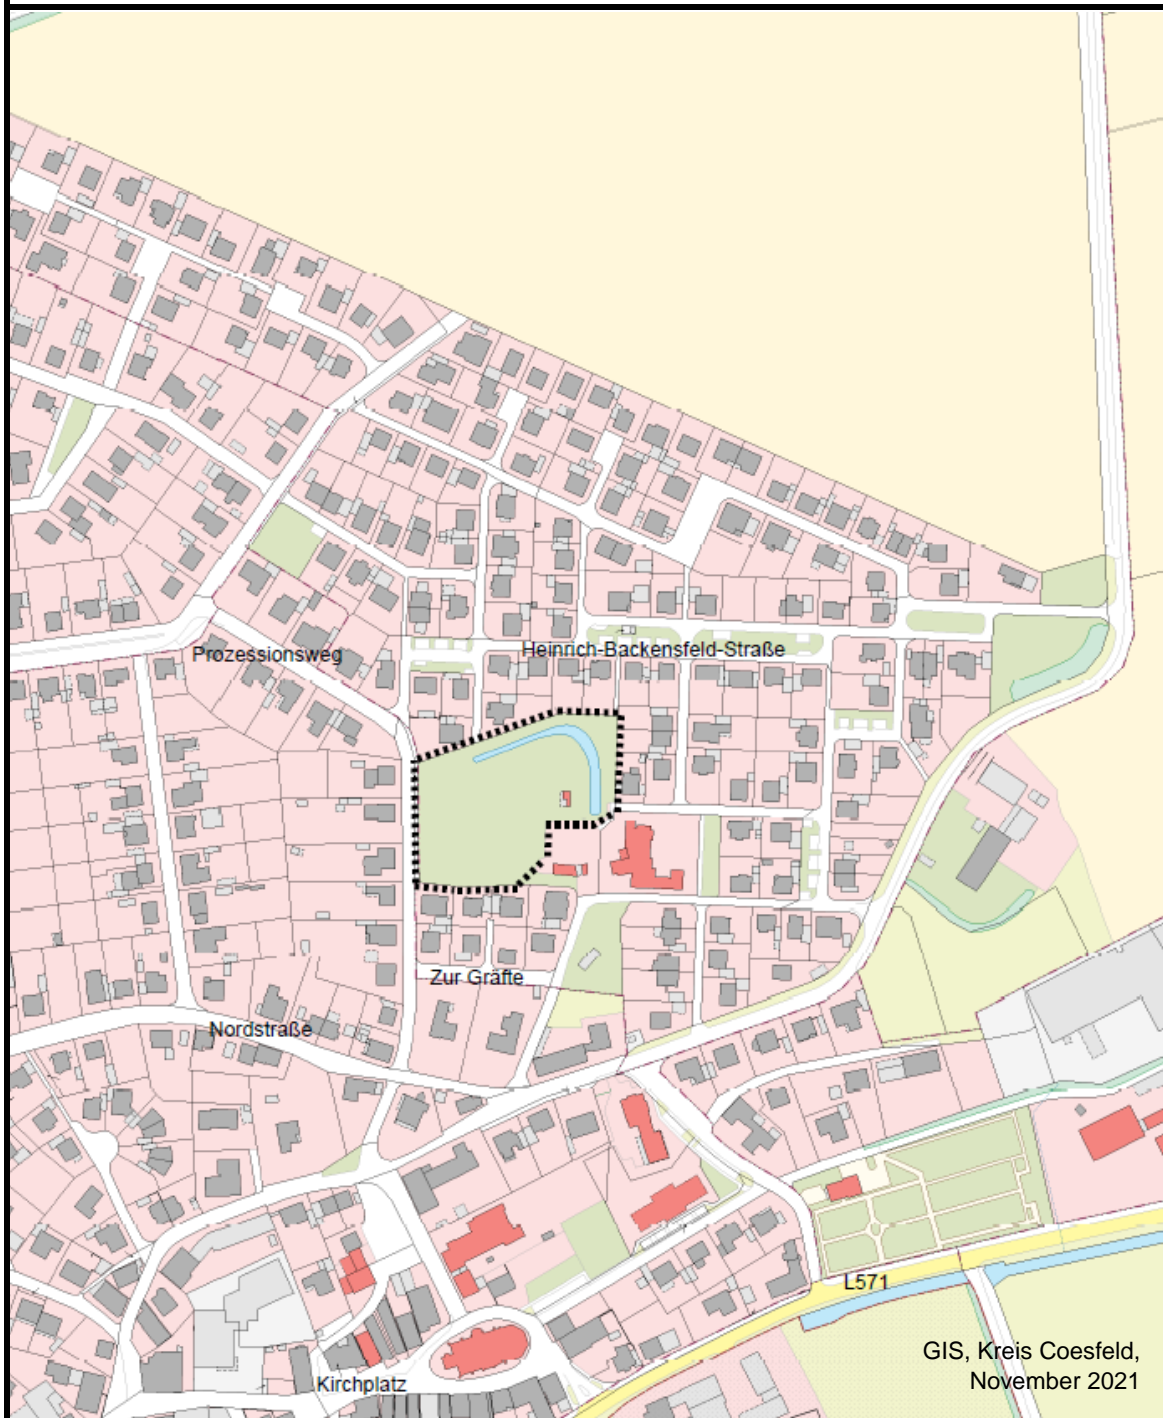 Heinrich-Backensfeld-Straße
Prozessionsweg
Zur Gräfte
Nordstraße
L571
Kirchplatz
GIS, Kreis Coesfeld,
November 2021